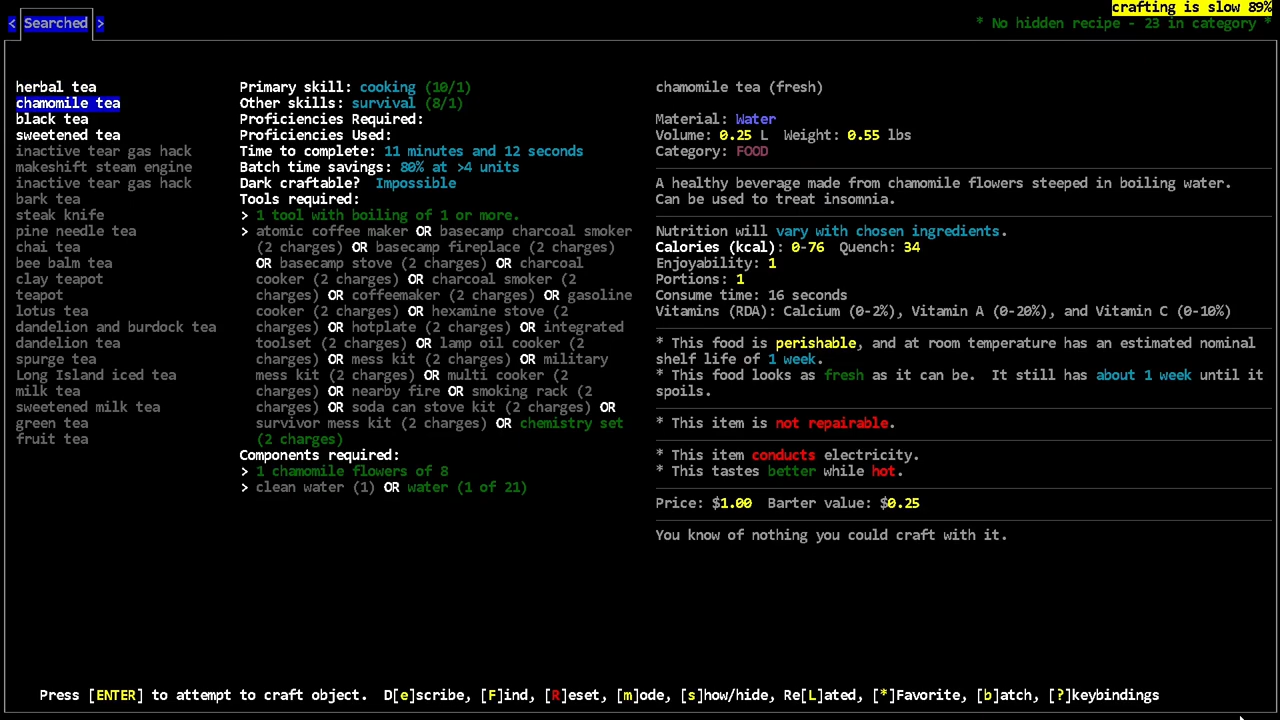 crafting is slow 89%
< Searched >
* No hidden recipe - 23 in category *
herbal tea
chamomile tea
black tea
sweetened tea
inactive tear gas hack
makeshift steam engine
inactive tear gas hack
bark tea
steak knife
pine needle tea
chai tea
bee balm tea
clay teapot
teapot
lotus tea
dandelion and burdock tea
dandelion tea
spurge tea
Long Island iced tea
milk tea
sweetened milk tea
green tea
fruit tea
Primary skill: cooking (10/1)
Other skills: survival (8/1)
Proficiencies Required:
Proficiencies Used:
Time to complete: 11 minutes and 12 seconds
Batch time savings: 80% at >4 units
Dark craftable? Impossible
Tools required:
> 1 tool with boiling of 1 or more.
> atomic coffee maker OR basecamp charcoal smoker
(2 charges) OR basecamp fireplace (2 charges)
OR basecamp stove (2 charges) OR charcoal
cooker (2 charges) OR charcoal smoker (2
charges) OR coffeemaker (2 charges) OR gasoline
cooker (2 charges) OR hexamine stove (2
charges) OR hotplate (2 charges) OR integrated
toolset (2 charges) OR lamp oil cooker (2
charges) OR mess kit (2 charges) OR military
mess kit (2 charges) OR multi cooker (2
charges) OR nearby fire OR smoking rack (2
charges) OR soda can stove kit (2 charges) OR
survivor mess kit (2 charges) OR chemistry set
(2 charges)
Components required:
> 1 chamomile flowers of 8
> clean water (1) OR water (1 of 21)
chamomile tea (fresh)
Material: Water
Volume: 0.25 L Weight: 0.55 lbs
Category: FOOD
A healthy beverage made from chamomile flowers steeped in boiling water.
Can be used to treat insomnia.
Nutrition will vary with chosen ingredients.
Calories (kcal): 0-76 Quench: 34
Enjoyability: 1
Portions: 1
Consume time: 16 seconds
Vitamins (RDA): Calcium (0-2%), Vitamin A (0-20%), and Vitamin C (0-10%)
* This food is perishable, and at room temperature has an estimated nominal
shelf life of 1 week.
* This food looks as fresh as it can be. It still has about 1 week until it
spoils.
* This item is not repairable.
* This item conducts electricity.
* This tastes better while hot.
Price: $1.00 Barter value: $0.25
You know of nothing you could craft with it.
Press [ENTER] to attempt to craft object. D[e]scribe, [F]ind, [R]eset, [m]ode, [s]how/hide, Re[L]ated, [*]Favorite, [b]atch, [?]keybindings